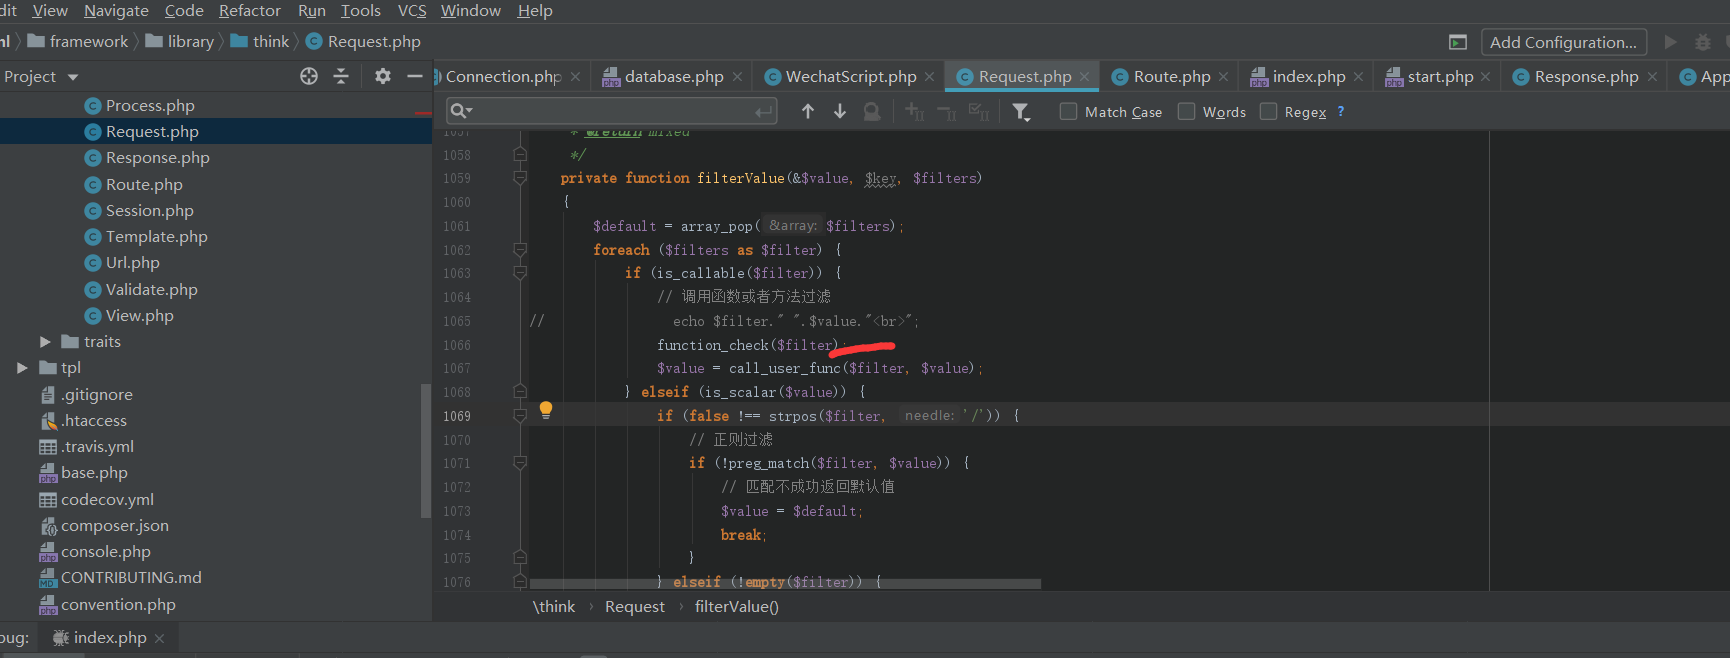 dit View Navigate Code Refactor Run Tools VCS Window Help
nl framework library think Request.php Add Configuration...
Project
Connection.php database.php WechatScript.php Request.php Route.php index.php start.php Response.php App
Process.php
Request.php
Response.php
Route.php
Session.php
Template.php
Url.php
Validate.php
View.php
traits
tpl
.gitignore
.htaccess
.travis.yml
base.php
codecov.yml
composer.json
console.php
CONTRIBUTING.md
convention.php
Match Case Words Regex ?
1057 * @return mixed
1058 */
1059 private function filterValue(&$value, $key, $filters)
1060 {
1061 $default = array_pop( &array: $filters);
1062 foreach ($filters as $filter) {
1063 if (is_callable($filter)) {
1064 // 调用函数或者方法过滤
1065 // echo $filter." ".$value."<br>";
1066 function_check($filter);
1067 $value = call_user_func($filter, $value);
1068 } elseif (is_scalar($value)) {
1069 if (false !== strpos($filter, needle: '/')) {
1070 // 正则过滤
1071 if (!preg_match($filter, $value)) {
1072 // 匹配不成功返回默认值
1073 $value = $default;
1074 break;
1075 }
1076 } elseif (!empty($filter)) {
\think › Request › filterValue()
bug: index.php